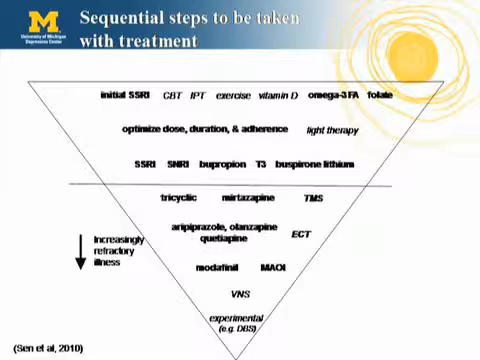 M
University of Michigan
Depression Center
Sequential steps to be taken
with treatment
initial SSRI CBT IPT exercise vitamin D omega-3 FA folate
optimize dose, duration, & adherence light therapy
SSRI SNRI bupropion T3 buspirone lithium
tricyclic mirtazapine TMS
aripiprazole, olanzapine
quetiapine ECT
Increasingly
refractory
illness
modafinil MAOI
VNS
experimental
(e.g. DBS)
(Sen et al, 2010)